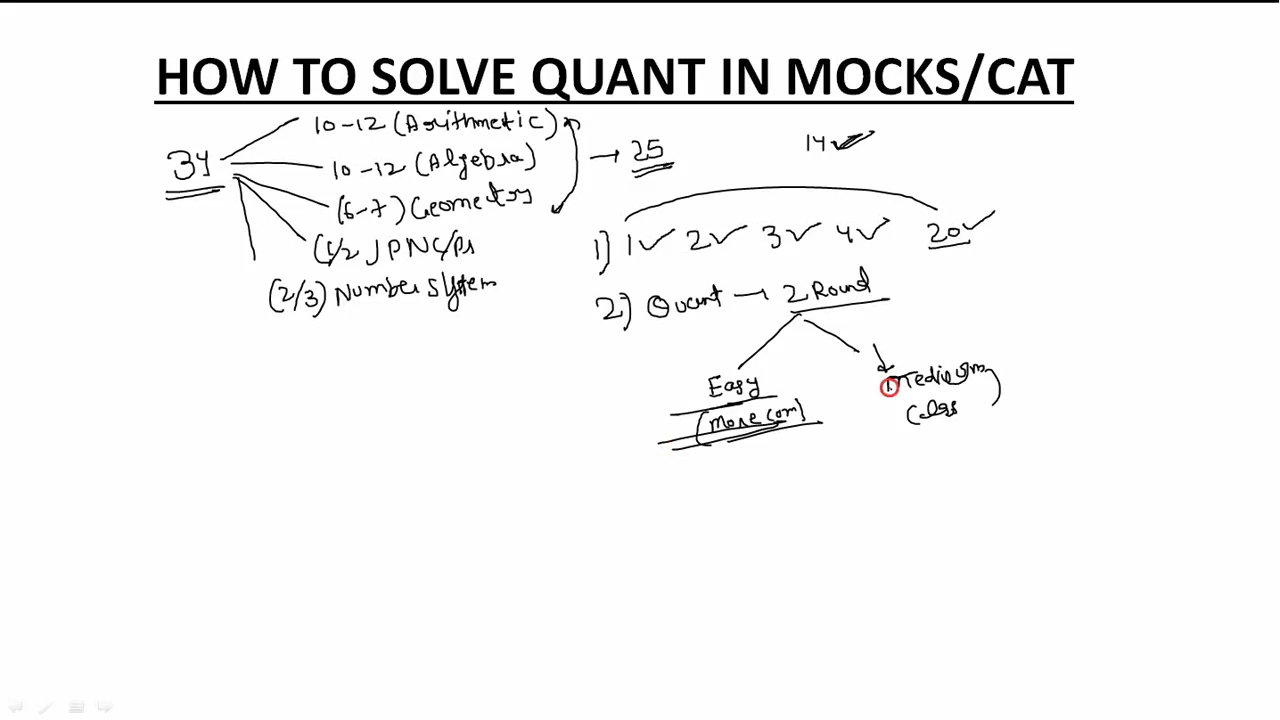 HOW TO SOLVE QUANT IN MOCKS/CAT
34
10-12 (Arithmetic)
10-12 (Algebra)
(6-7) Geometry
(1/2) PNC/Ps
(2/3) Number System
→ 25
14 ✓
1) 1✓ 2✓ 3✓ 4✓ 20✓
2) Quant → 2 Round
Easy
(More com)
medium